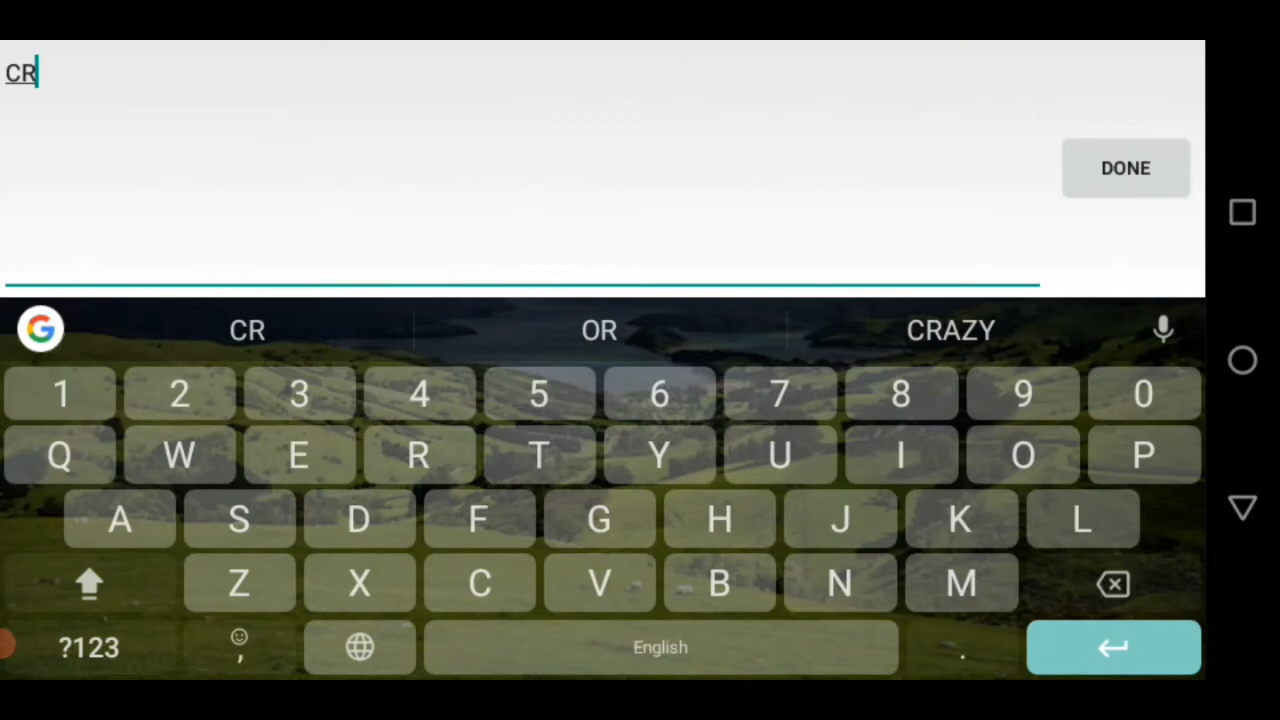 CR
DONE
CR OR CRAZY
1 2 3 4 5 6 7 8 9 0
Q W E R T Y U I O P
A S D F G H J K L
Z X C V B N M
?123 , English .